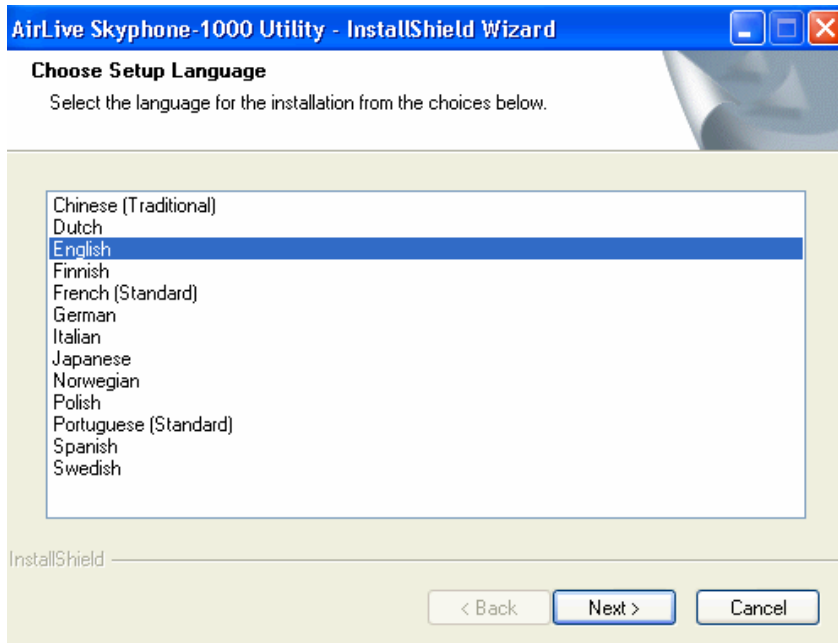 AirLive Skyphone-1000 Utility - InstallShield Wizard
Choose Setup Language
Select the language for the installation from the choices below.
Chinese (Traditional)
Dutch
English
Finnish
French (Standard)
German
Italian
Japanese
Norwegian
Polish
Portuguese (Standard)
Spanish
Swedish
InstallShield
< Back Next > Cancel